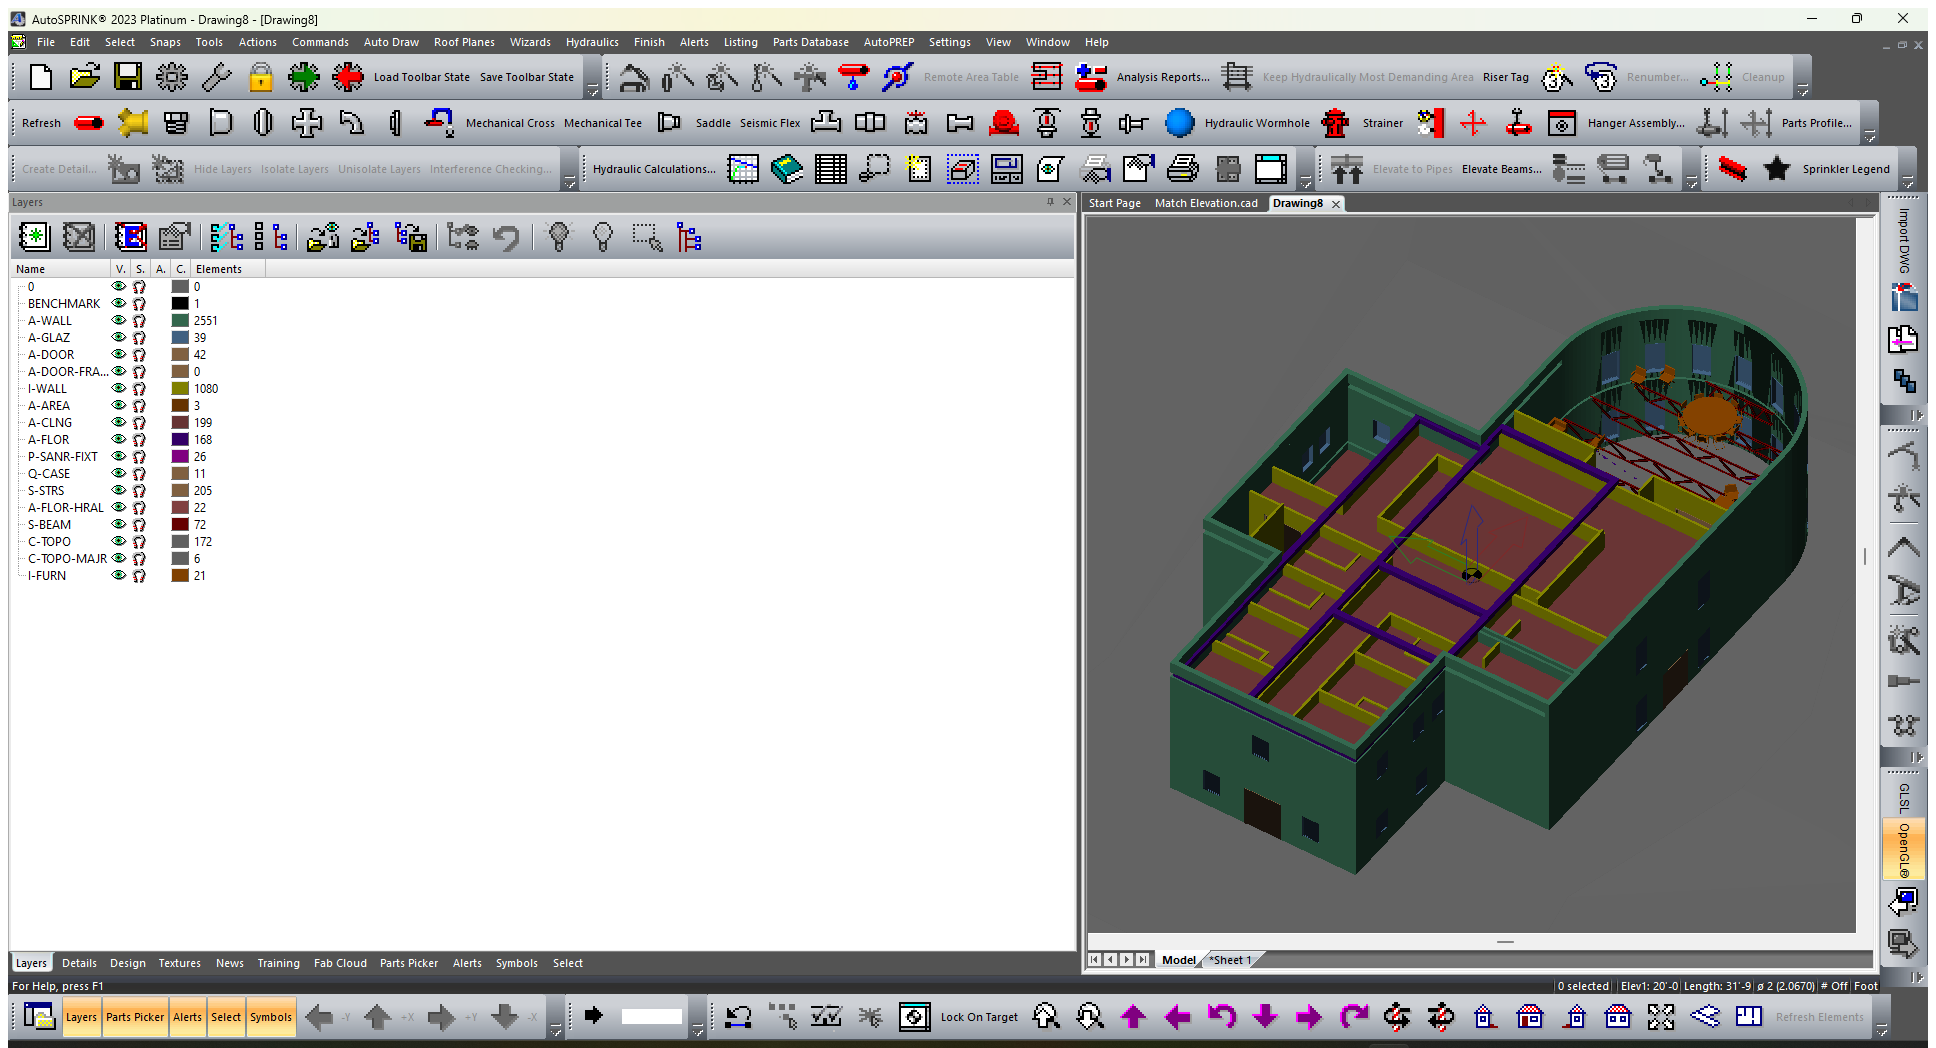 AutoSPRINK® 2023 Platinum - Drawing8 - [Drawing8]
File Edit Select Snaps Tools Actions Commands Auto Draw Roof Planes Wizards Hydraulics Finish Alerts Listing Parts Database AutoPREP Settings View Window Help
Load Toolbar State Save Toolbar State Remote Area Table Analysis Reports... Keep Hydraulically Most Demanding Area Riser Tag Renumber... Cleanup
Refresh Mechanical Cross Mechanical Tee Saddle Seismic Flex Hydraulic Wormhole Strainer Hanger Assembly... Parts Profile...
Create Detail... Hide Layers Isolate Layers Unisolate Layers Interference Checking... Hydraulic Calculations... Elevate to Pipes Elevate Beams... Sprinkler Legend
Layers
Start Page Match Elevation.cad Drawing8
Import DWG
Name V. S. A. C. Elements
0 0
BENCHMARK 1
A-WALL 2551
A-GLAZ 39
A-DOOR 42
A-DOOR-FRA... 0
I-WALL 1080
A-AREA 3
A-CLNG 199
A-FLOR 168
P-SANR-FIXT 26
Q-CASE 11
S-STRS 205
A-FLOR-HRAL 22
S-BEAM 72
C-TOPO 172
C-TOPO-MAJR 6
I-FURN 21
GLSL
OpenGL®
Model *Sheet 1
Layers Details Design Textures News Training Fab Cloud Parts Picker Alerts Symbols Select
For Help, press F1
0 selected Elev1: 20'-0 Length: 31'-9 ø 2 (2.0670) # Off Foot
Layers Parts Picker Alerts Select Symbols -Y +X +Y -X Lock On Target Refresh Elements